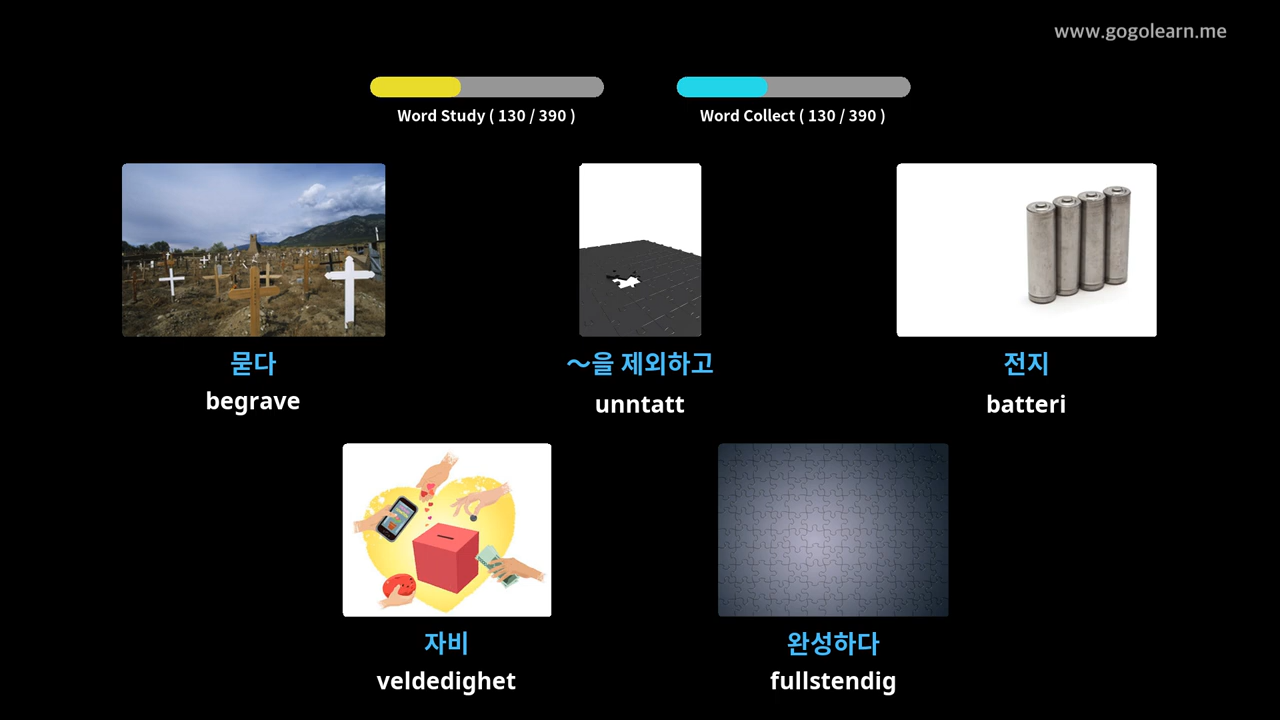 www.gogolearn.me
Word Study ( 130 / 390 )
Word Collect ( 130 / 390 )
묻다
begrave
～을 제외하고
unntatt
전지
batteri
자비
veldedighet
완성하다
fullstendig